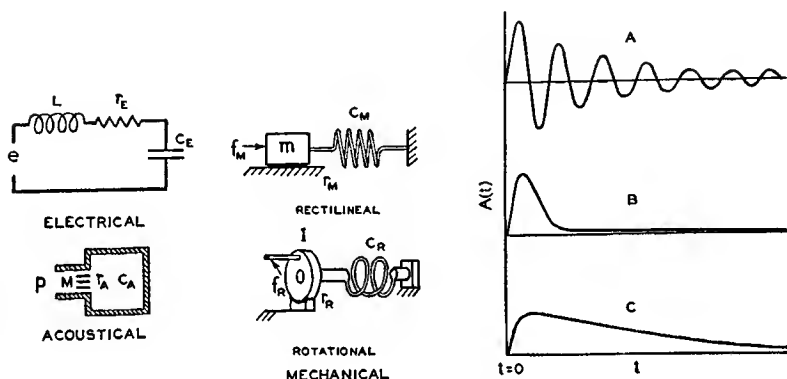 L
r_E
e
C_E
ELECTRICAL
p
M
r_A
C_A
ACOUSTICAL
f_M
m
C_M
r_M
RECTILINEAL
I
f_R
r_R
C_R
ROTATIONAL
MECHANICAL
A
B
C
A(t)
t=0
t